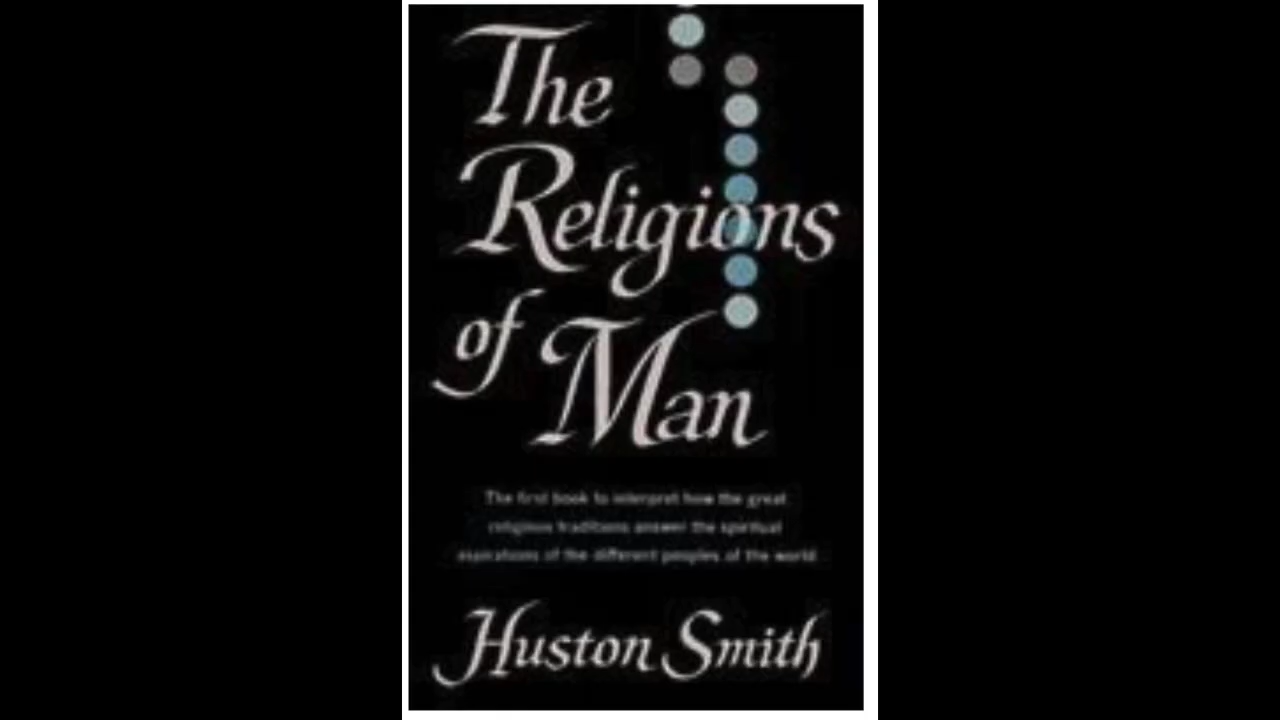 The
Religions
of Man
The first book to interpret how the great
religious traditions answer the spiritual
aspirations of the different peoples of the world
Huston Smith